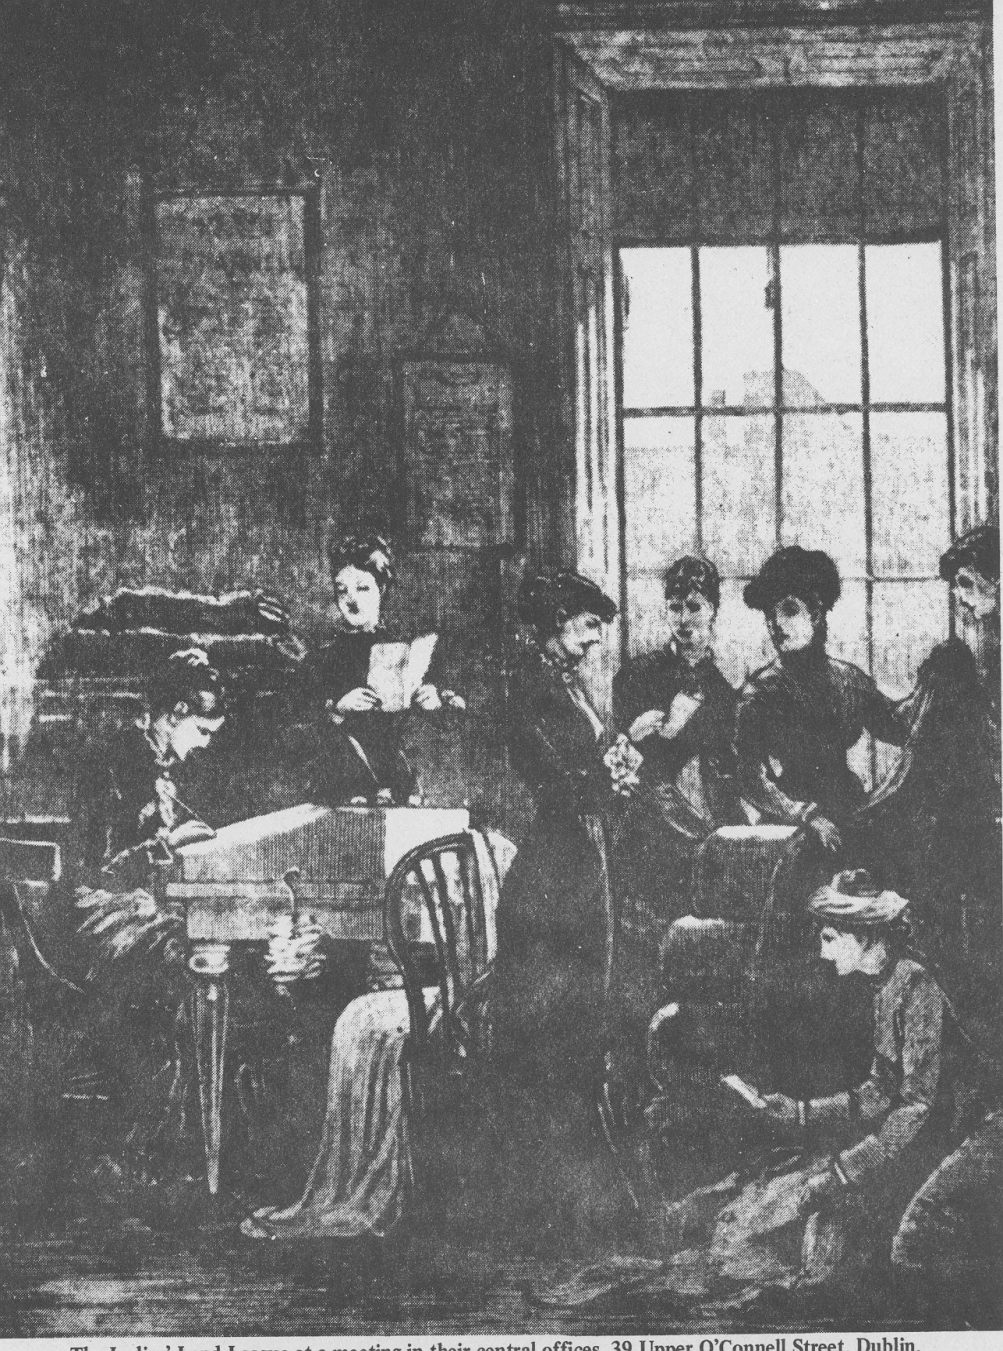 The Ladies' Land League at a meeting in their central offices, 39 Upper O'Connell Street, Dublin.